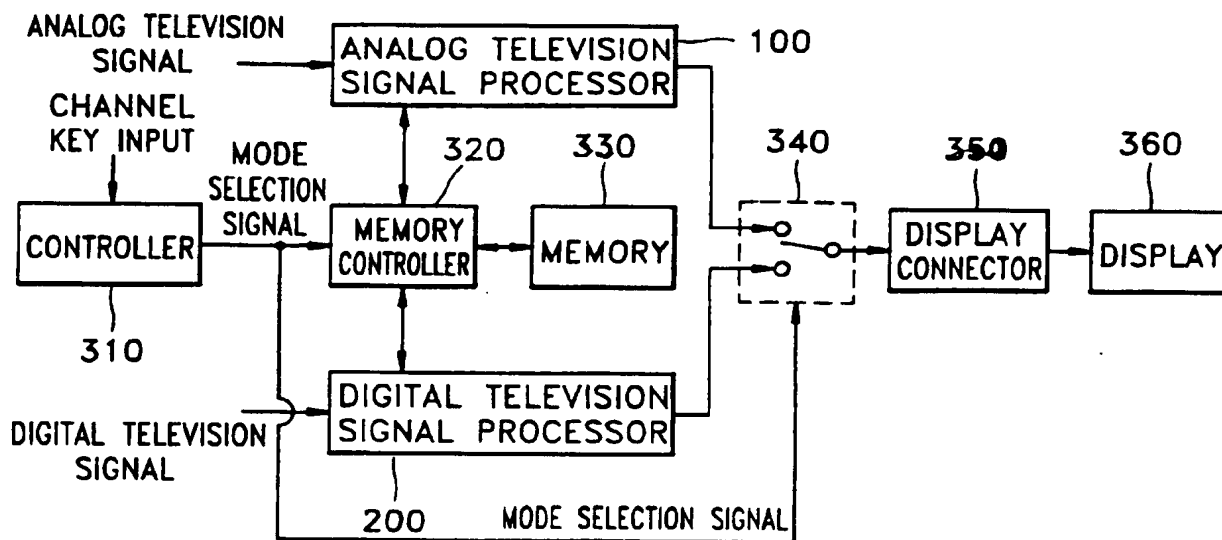 ANALOG TELEVISION
SIGNAL
ANALOG TELEVISION
SIGNAL PROCESSOR
100
CHANNEL
KEY INPUT
MODE
SELECTION
SIGNAL
320
330
340
350
360
CONTROLLER
MEMORY
CONTROLLER
MEMORY
DISPLAY
CONNECTOR
DISPLAY
310
DIGITAL TELEVISION
SIGNAL
DIGITAL TELEVISION
SIGNAL PROCESSOR
200
MODE SELECTION SIGNAL